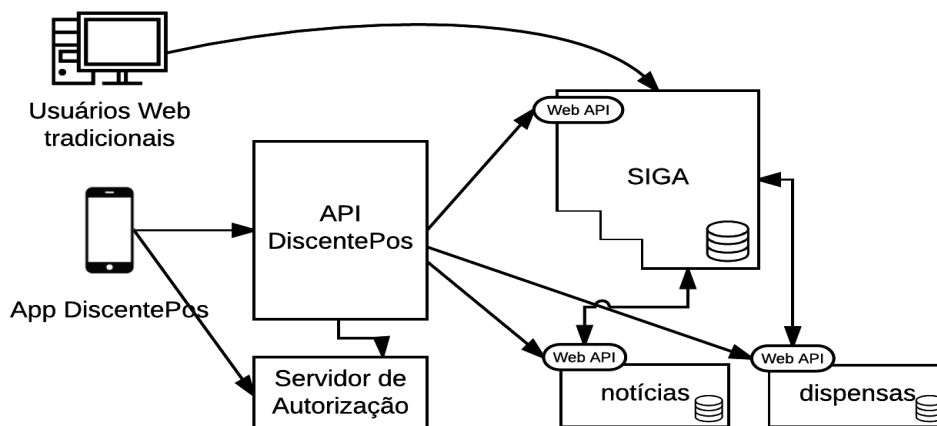 Usuários Web
tradicionais
Web API
SIGA
API
DiscentePos
App DiscentePos
Servidor de
Autorização
Web API
notícias
Web API
dispensas